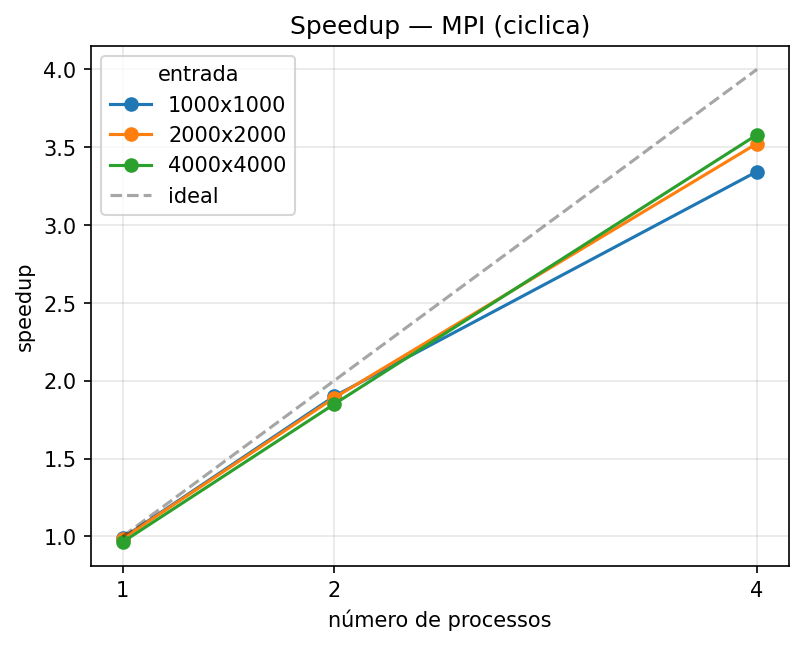 Speedup — MPI (ciclica)
entrada
1000x1000
2000x2000
4000x4000
ideal
speedup
4.0
3.5
3.0
2.5
2.0
1.5
1.0
1 2 4
número de processos